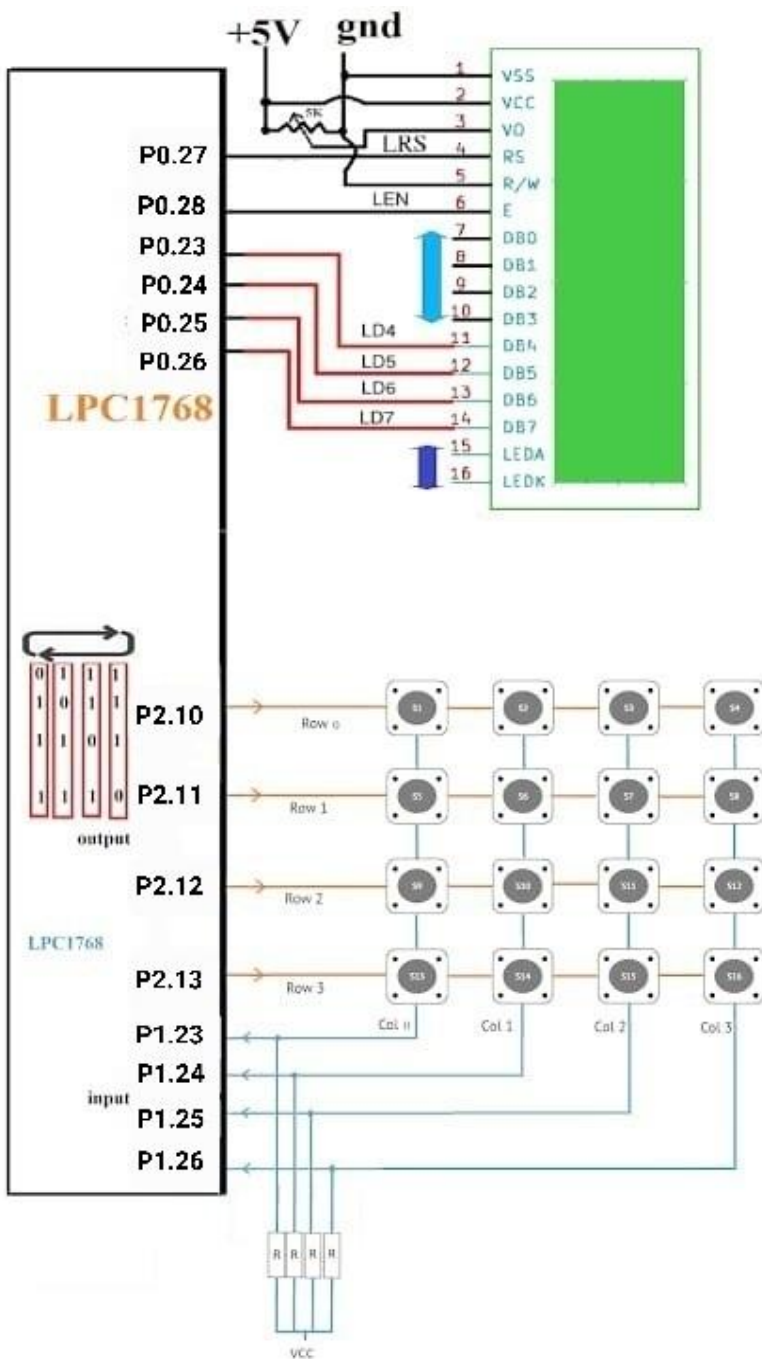 +5V
gnd
5K
1 VSS
2 VCC
3 VO
P0.27 LRS 4 RS
5 R/W
P0.28 LEN 6 E
7 DB0
8 DB1
9 DB2
10 DB3
P0.23
P0.24
P0.25
P0.26
LD4 11 DB4
LD5 12 DB5
LD6 13 DB6
LD7 14 DB7
15 LEDA
16 LEDK
LPC1768
0 1 1 1
1 0 1 1
1 1 0 1
1 1 1 0
output
P2.10 Row 0 S1 S2 S3 S4
P2.11 Row 1 S5 S6 S7 S8
P2.12 Row 2 S9 S10 S11 S12
LPC1768
P2.13 Row 3 S13 S14 S15 S16
Col 0 Col 1 Col 2 Col 3
P1.23
P1.24
input
P1.25
P1.26
R R R R
VCC